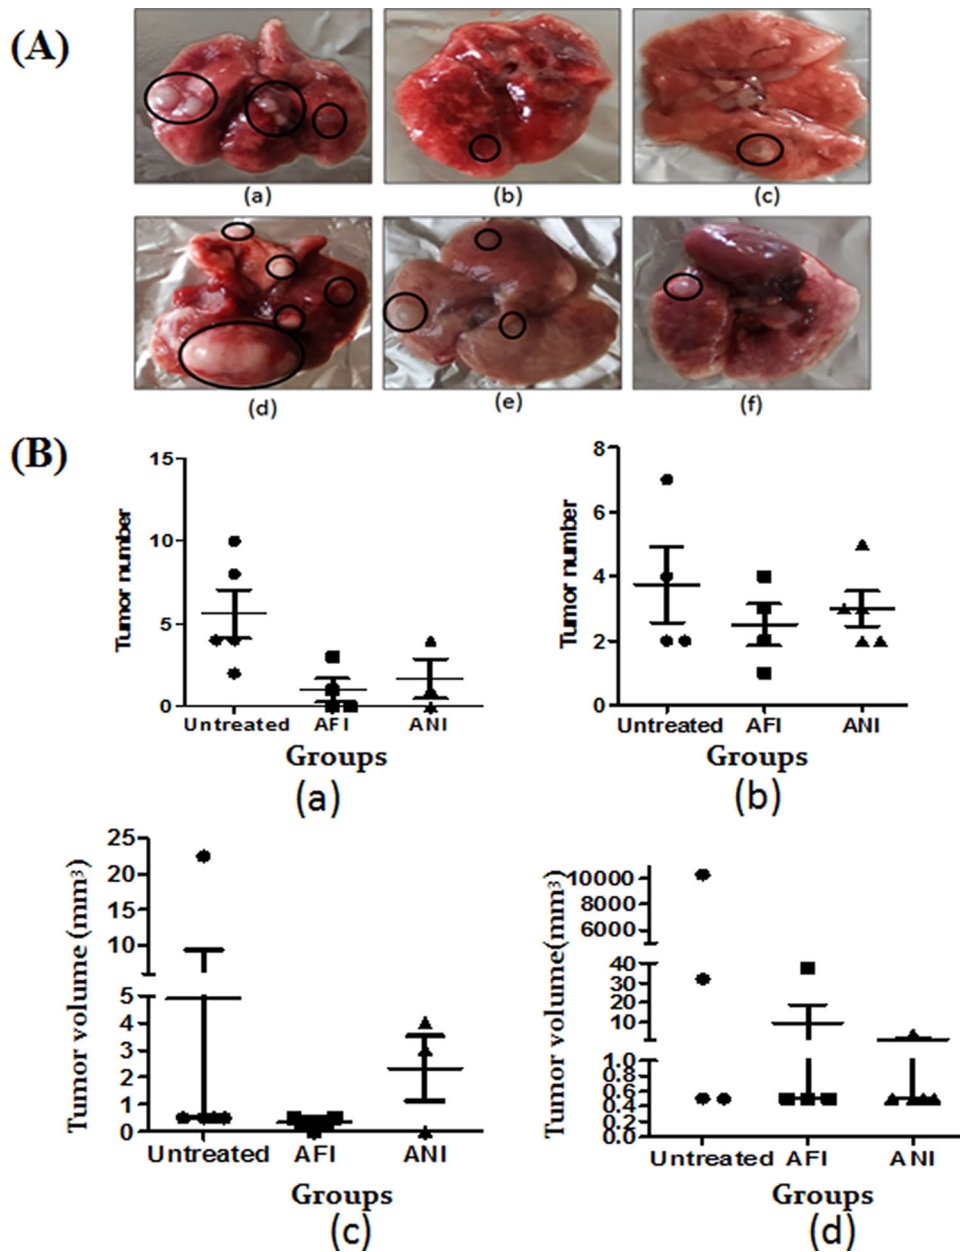 (A)
(a)
(b)
(c)
(d)
(e)
(f)
(B)
15
10
5
0
Tumor number
Untreated AFI ANI
Groups
(a)
8
6
4
2
0
Tumor number
Untreated AFI ANI
Groups
(b)
25
20
15
10
5
4
3
2
1
0
Tumor volume (mm³)
Untreated AFI ANI
Groups
(c)
10000
8000
6000
40
30
20
10
1.0
0.8
0.6
0.4
0.2
0.0
Tumor volume(mm³)
Untreated AFI ANI
Groups
(d)